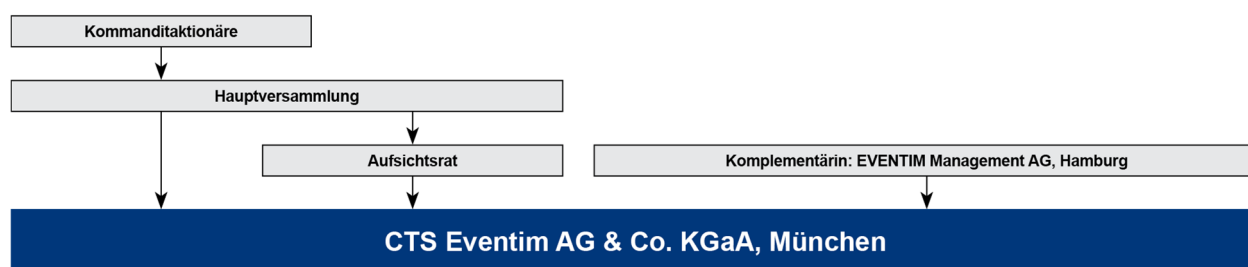 Kommanditaktionäre
Hauptversammlung
Aufsichtsrat
Komplementärin: EVENTIM Management AG, Hamburg
CTS Eventim AG & Co. KGaA, München